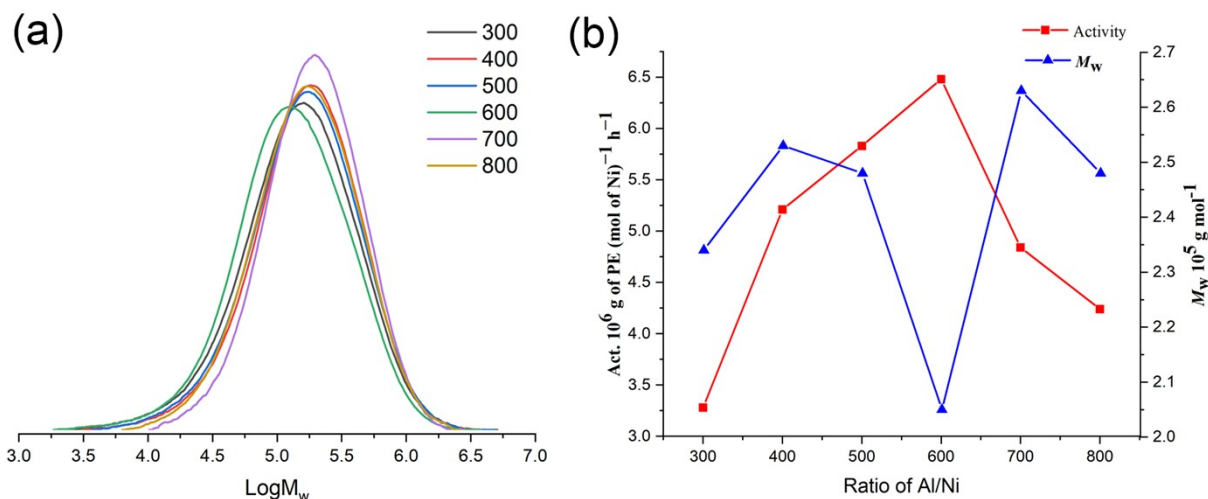 (a)
300
400
500
600
700
800
3.0 3.5 4.0 4.5 5.0 5.5 6.0 6.5 7.0
LogM_w
(b)
Activity
M_w
Act. 10^6 g of PE (mol of Ni)^−1 h^−1
6.5
6.0
5.5
5.0
4.5
4.0
3.5
3.0
2.7
2.6
2.5
2.4
2.3
2.2
2.1
2.0
M_w 10^5 g mol^-1
300 400 500 600 700 800
Ratio of Al/Ni